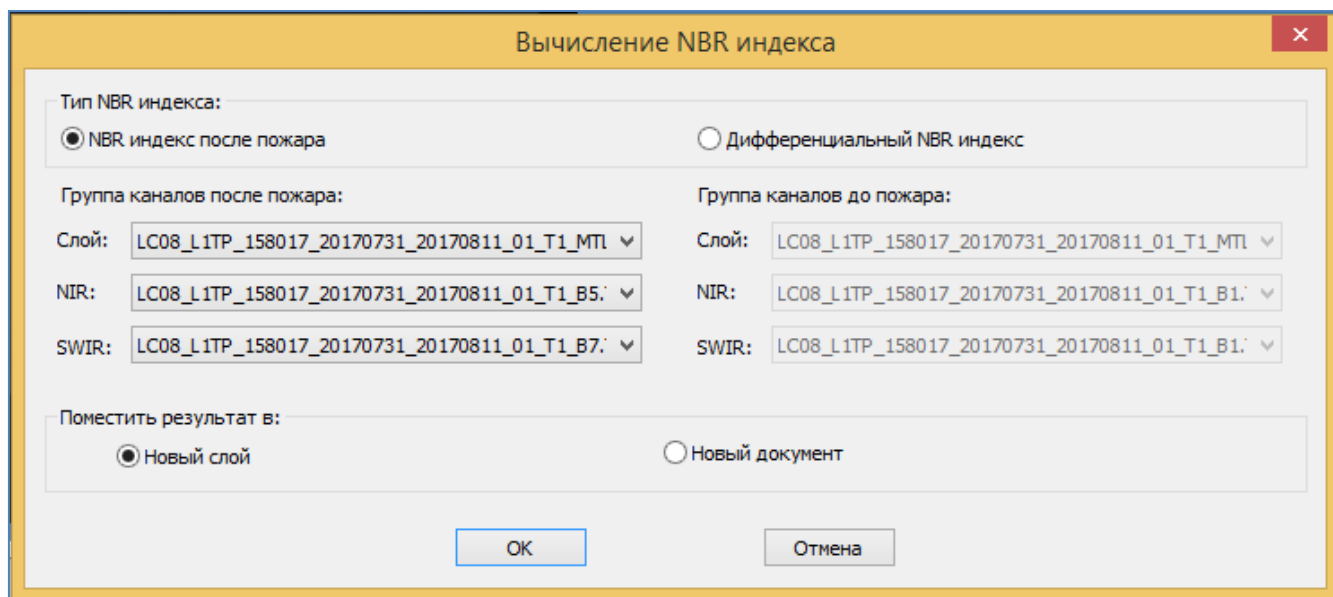 Вычисление NBR индекса
Тип NBR индекса:
NBR индекс после пожара
Дифференциальный NBR индекс
Группа каналов после пожара:
Группа каналов до пожара:
Слой: LC08_L1TP_158017_20170731_20170811_01_T1_MTL
Слой: LC08_L1TP_158017_20170731_20170811_01_T1_MTL
NIR: LC08_L1TP_158017_20170731_20170811_01_T1_B5.
NIR: LC08_L1TP_158017_20170731_20170811_01_T1_B1.
SWIR: LC08_L1TP_158017_20170731_20170811_01_T1_B7.
SWIR: LC08_L1TP_158017_20170731_20170811_01_T1_B1.
Поместить результат в:
Новый слой
Новый документ
OK
Отмена